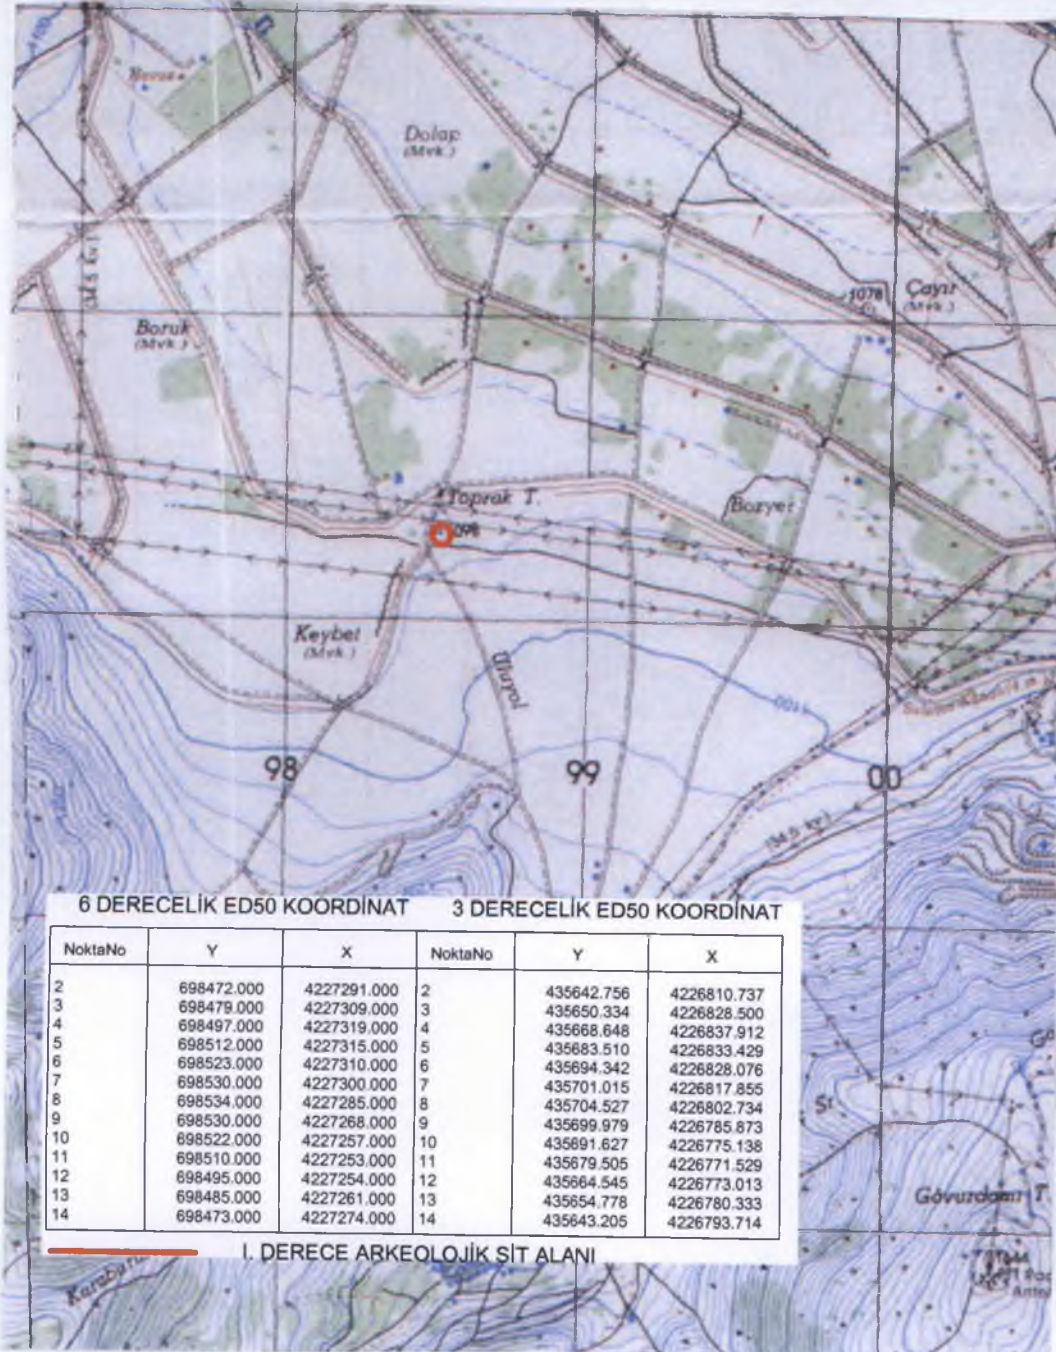 Dolap
(Mvk.)
1078
Çayır
(Mvk.)
Boruk
(Mvk.)
Toprak T.
Bozyer
Keybel
(Mvk.)
Uluyol
1100
98
99
00
6 DERECELİK ED50 KOORDİNAT 3 DERECELİK ED50 KOORDİNAT
NoktaNo Y X NoktaNo Y X
2 698472.000 4227291.000 2 435642.756 4226810.737
3 698479.000 4227309.000 3 435650.334 4226828.500
4 698497.000 4227319.000 4 435668.648 4226837.912
5 698512.000 4227315.000 5 435683.510 4226833.429
6 698523.000 4227310.000 6 435694.342 4226828.076
7 698530.000 4227300.000 7 435701.015 4226817.855
8 698534.000 4227285.000 8 435704.527 4226802.734
9 698530.000 4227268.000 9 435699.979 4226785.873
10 698522.000 4227257.000 10 435691.627 4226775.138
11 698510.000 4227253.000 11 435679.505 4226771.529
12 698495.000 4227254.000 12 435664.545 4226773.013
13 698485.000 4227261.000 13 435654.778 4226780.333
14 698473.000 4227274.000 14 435643.205 4226793.714
I. DERECE ARKEOLOJİK SİT ALANI